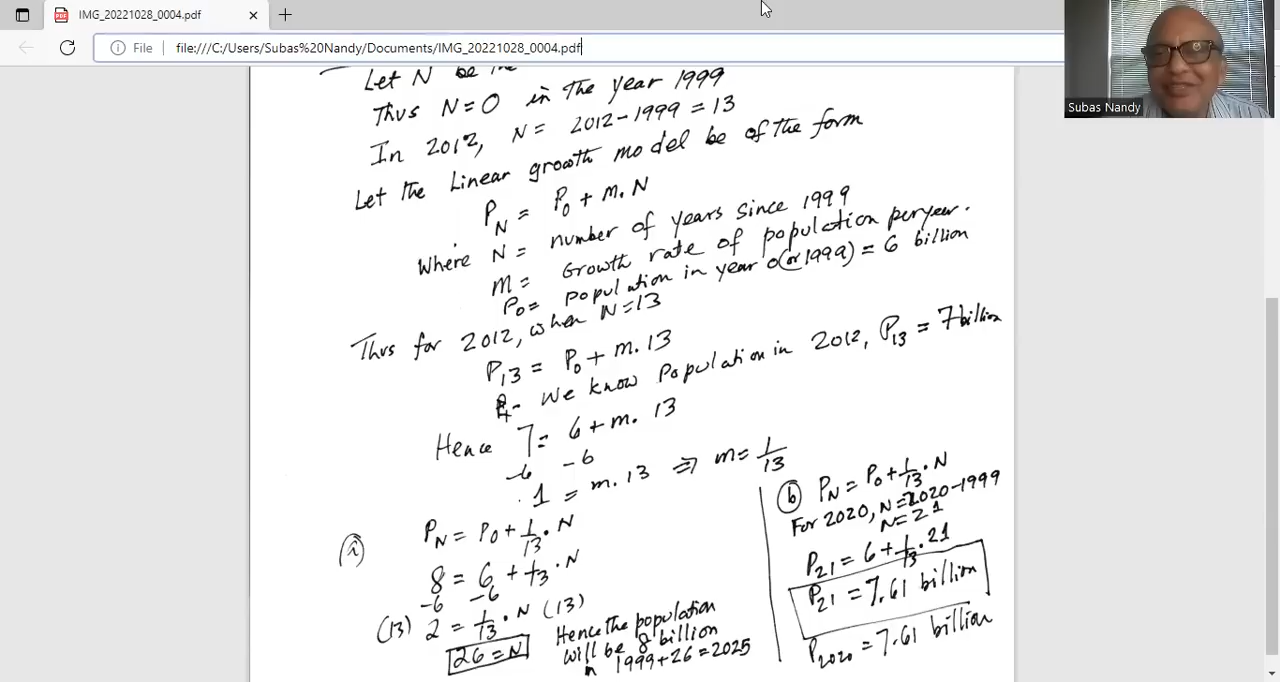 IMG_20221028_0004.pdf
File file:///C:/Users/Subas%20Nandy/Documents/IMG_20221028_0004.pdf
Subas Nandy
Let N be the
Thus N=0 in the year 1999
In 2012, N = 2012-1999 = 13
Let the Linear growth model be of the form
P_N = P_0 + m.N
Where N = number of years since 1999
m = Growth rate of population per year.
P_0 = population in year 0 (or 1999) = 6 billion
Thus for 2012, when N=13
P_13 = P_0 + m.13
We know Population in 2012, P_13 = 7 billion
Hence 7 = 6 + m. 13
-6 -6
1 = m.13 ⇒ m = 1/13
(a) P_N = P_0 + 1/13 . N
8 = 6 + 1/13 . N
-6 -6
(13) 2 = 1/13 . N (13)
26 = N
Hence the population
will be 8 billion
in 1999+26 = 2025
(b) P_N = P_0 + 1/13 . N
For 2020, N = 2020-1999
N = 21
P_21 = 6 + 1/13 . 21
P_21 = 7.61 billion
P_2020 = 7.61 billion